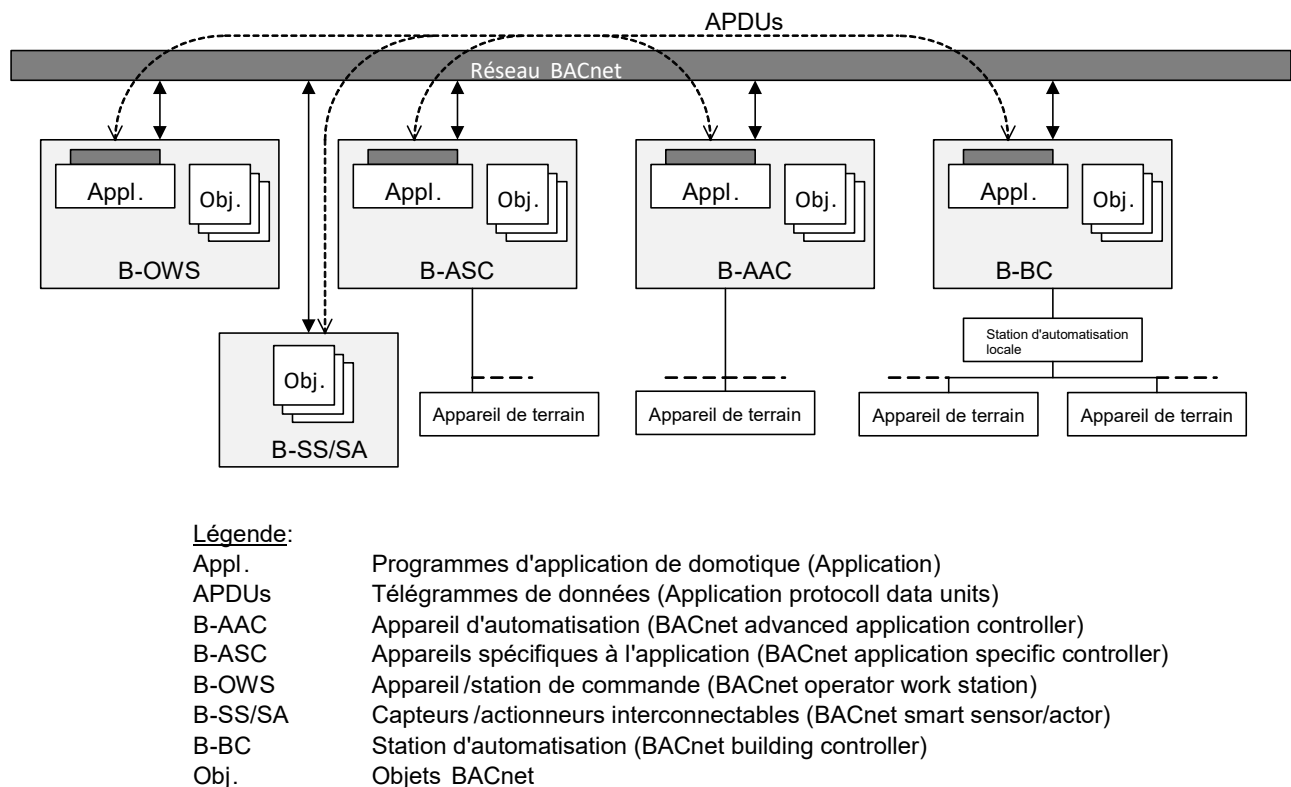 APDUs
Réseau BACnet
Appl.
Obj.
B-OWS
Appl.
Obj.
B-ASC
Appl.
Obj.
B-AAC
Appl.
Obj.
B-BC
Obj.
B-SS/SA
Station d'automatisation
locale
Appareil de terrain
Appareil de terrain
Appareil de terrain
Appareil de terrain
Légende:
Appl. Programmes d'application de domotique (Application)
APDUs Télégrammes de données (Application protocoll data units)
B-AAC Appareil d'automatisation (BACnet advanced application controller)
B-ASC Appareils spécifiques à l'application (BACnet application specific controller)
B-OWS Appareil/station de commande (BACnet operator work station)
B-SS/SA Capteurs/actionneurs interconnectables (BACnet smart sensor/actor)
B-BC Station d'automatisation (BACnet building controller)
Obj. Objets BACnet